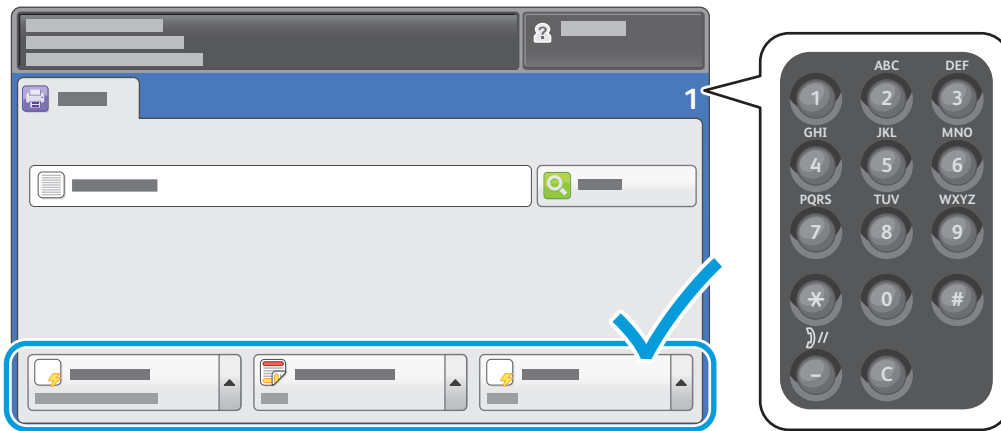 ?
1
ABC DEF
1 2 3
GHI JKL MNO
4 5 6
PQRS TUV WXYZ
7 8 9
* 0 #
- C